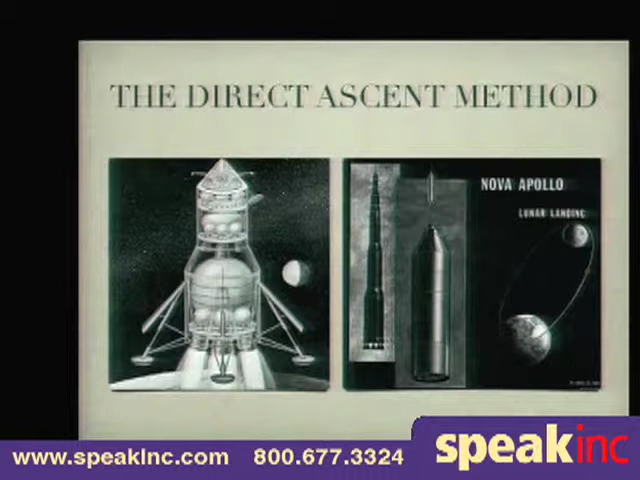 THE DIRECT ASCENT METHOD
NOVA APOLLO
LUNAR LANDING
www.speakInc.com 800.677.3324
speakinc